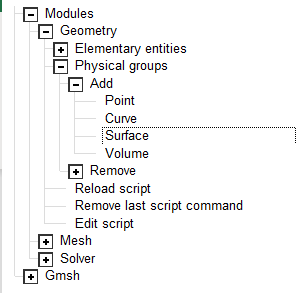 Modules
Geometry
Elementary entities
Physical groups
Add
Point
Curve
Surface
Volume
Remove
Reload script
Remove last script command
Edit script
Mesh
Solver
Gmsh